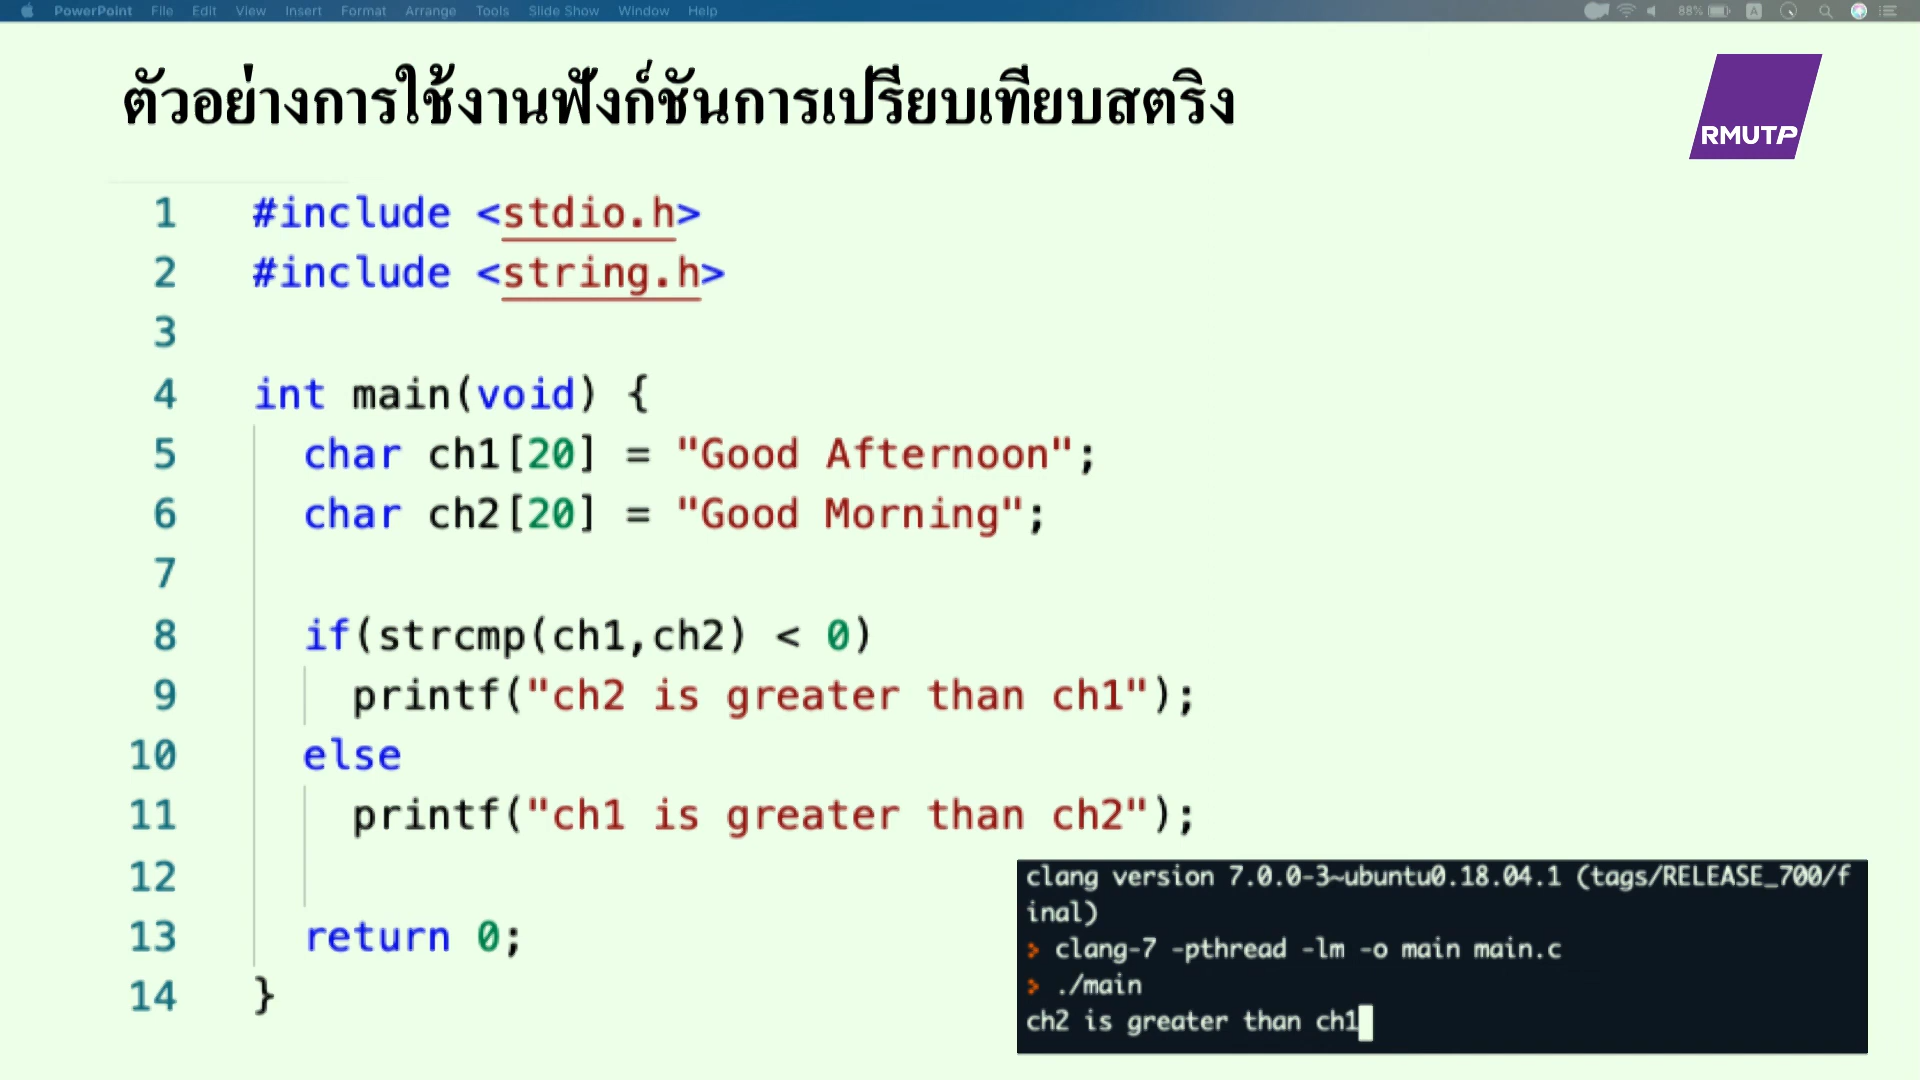 PowerPoint File Edit View Insert Format Arrange Tools Slide Show Window Help 88% A
ตัวอย่างการใช้งานฟังก์ชันการเปรียบเทียบสตริง
RMUTP
1 #include <stdio.h>
2 #include <string.h>
3
4 int main(void) {
5 char ch1[20] = "Good Afternoon";
6 char ch2[20] = "Good Morning";
7
8 if(strcmp(ch1,ch2) < 0)
9 printf("ch2 is greater than ch1");
10 else
11 printf("ch1 is greater than ch2");
12
13 return 0;
14 }
clang version 7.0.0-3~ubuntu0.18.04.1 (tags/RELEASE_700/f
inal)
> clang-7 -pthread -lm -o main main.c
> ./main
ch2 is greater than ch1